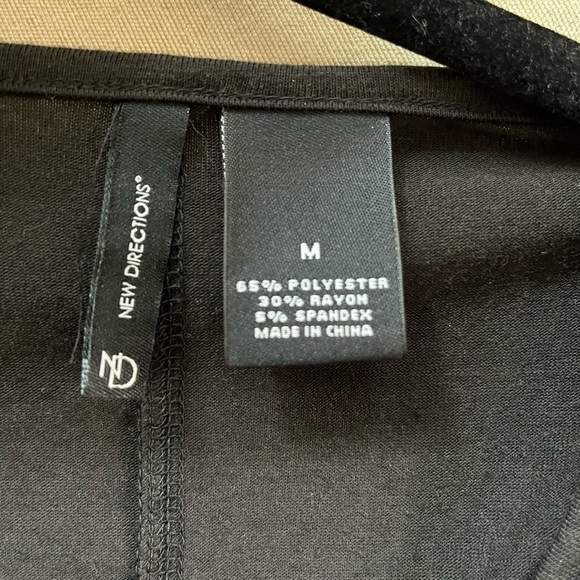 NEW DIRECTIONS®
ND
M
65% POLYESTER
30% RAYON
5% SPANDEX
MADE IN CHINA